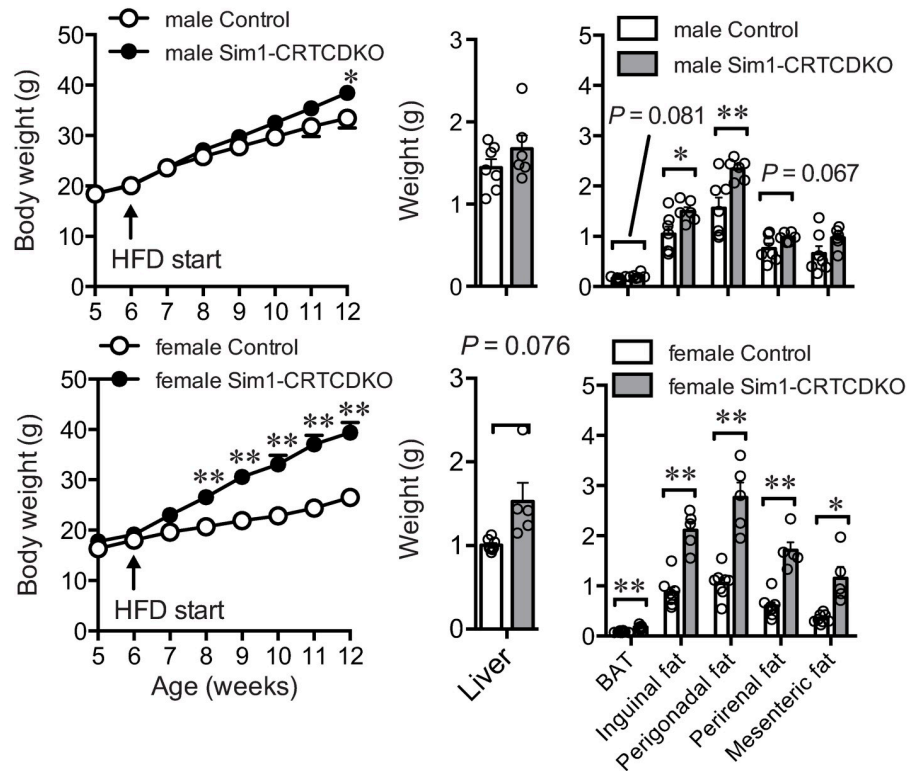 male Control
male Sim1-CRTCDKO
Body weight (g)
50
40
30
20
10
0
*
HFD start
5 6 7 8 9 10 11 12
Weight (g)
3
2
1
0
male Control
male Sim1-CRTCDKO
5
4
3
2
1
0
P = 0.081
*
**
P = 0.067
female Control
female Sim1-CRTCDKO
Body weight (g)
50
40
30
20
10
0
** ** ** ** **
HFD start
5 6 7 8 9 10 11 12
Age (weeks)
P = 0.076
Weight (g)
3
2
1
0
Liver
female Control
female Sim1-CRTCDKO
5
4
3
2
1
0
**
**
**
**
*
BAT
Inguinal fat
Perigonadal fat
Perirenal fat
Mesenteric fat